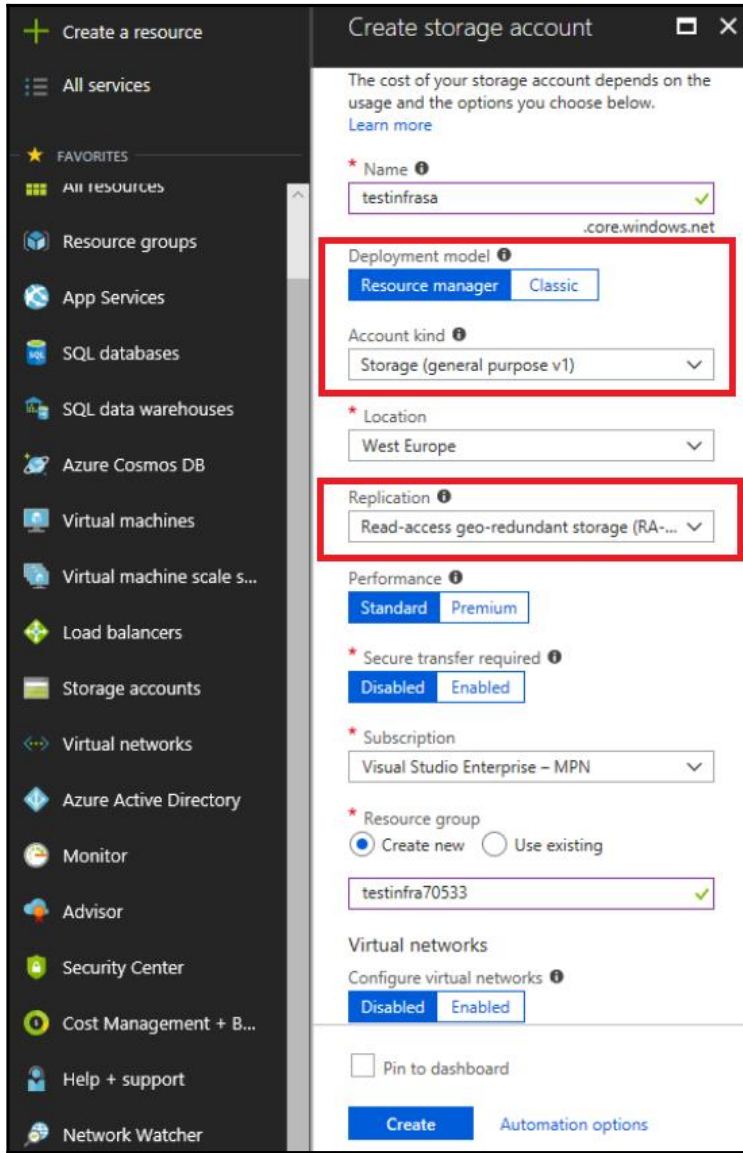 Create a resource
All services
FAVORITES
All resources
Resource groups
App Services
SQL databases
SQL data warehouses
Azure Cosmos DB
Virtual machines
Virtual machine scale s...
Load balancers
Storage accounts
Virtual networks
Azure Active Directory
Monitor
Advisor
Security Center
Cost Management + B...
Help + support
Network Watcher
Create storage account
The cost of your storage account depends on the
usage and the options you choose below.
Learn more
* Name
testinfrasa
.core.windows.net
Deployment model
Resource manager Classic
Account kind
Storage (general purpose v1)
* Location
West Europe
Replication
Read-access geo-redundant storage (RA-...
Performance
Standard Premium
* Secure transfer required
Disabled Enabled
* Subscription
Visual Studio Enterprise – MPN
* Resource group
Create new Use existing
testinfra70533
Virtual networks
Configure virtual networks
Disabled Enabled
Pin to dashboard
Create Automation options